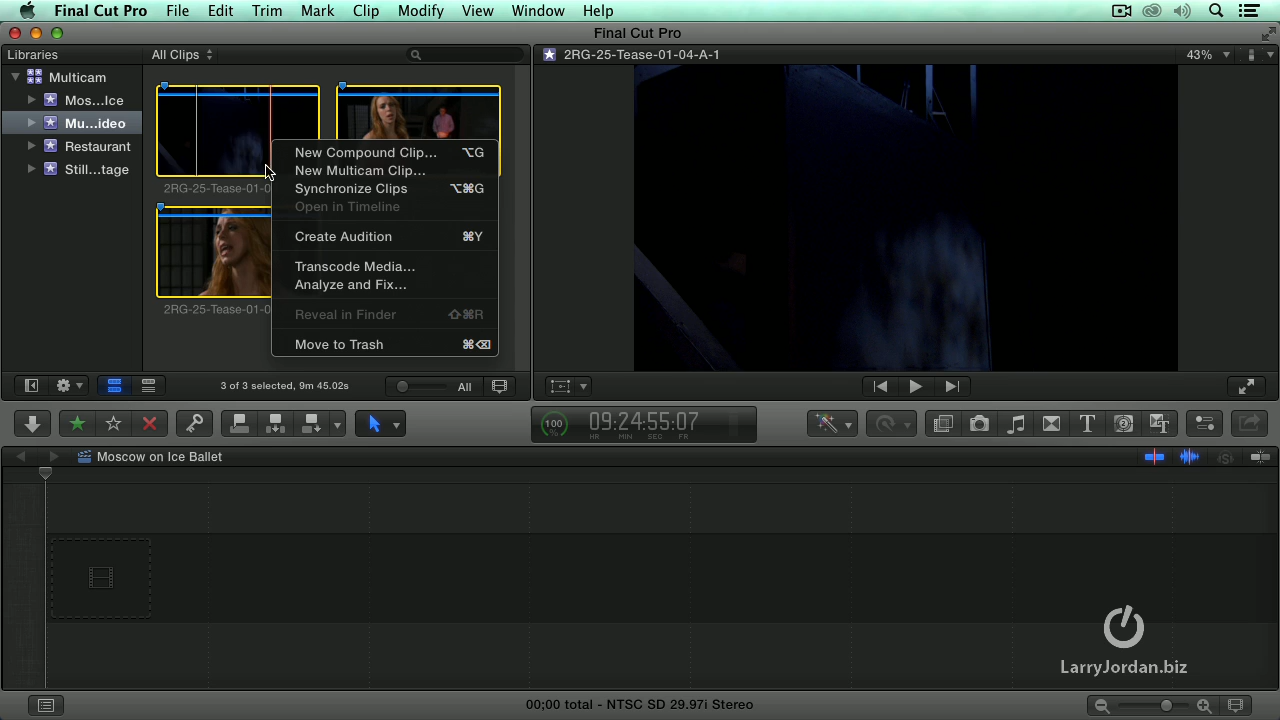 Final Cut Pro File Edit Trim Mark Clip Modify View Window Help
Final Cut Pro
Libraries
All Clips
2RG-25-Tease-01-04-A-1
43%
Multicam
Mos...Ice
Mu...ideo
Restaurant
Still...tage
2RG-25-Tease-01-0
2RG-25-Tease-01-0
New Compound Clip... ⌥G
New Multicam Clip...
Synchronize Clips ⌥⌘G
Open in Timeline
Create Audition ⌘Y
Transcode Media...
Analyze and Fix...
Reveal in Finder ⇧⌘R
Move to Trash ⌘⌫
3 of 3 selected, 9m 45.02s
All
100
%
09:24:55:07
HR MIN SEC FR
Moscow on Ice Ballet
LarryJordan.biz
00;00 total - NTSC SD 29.97i Stereo